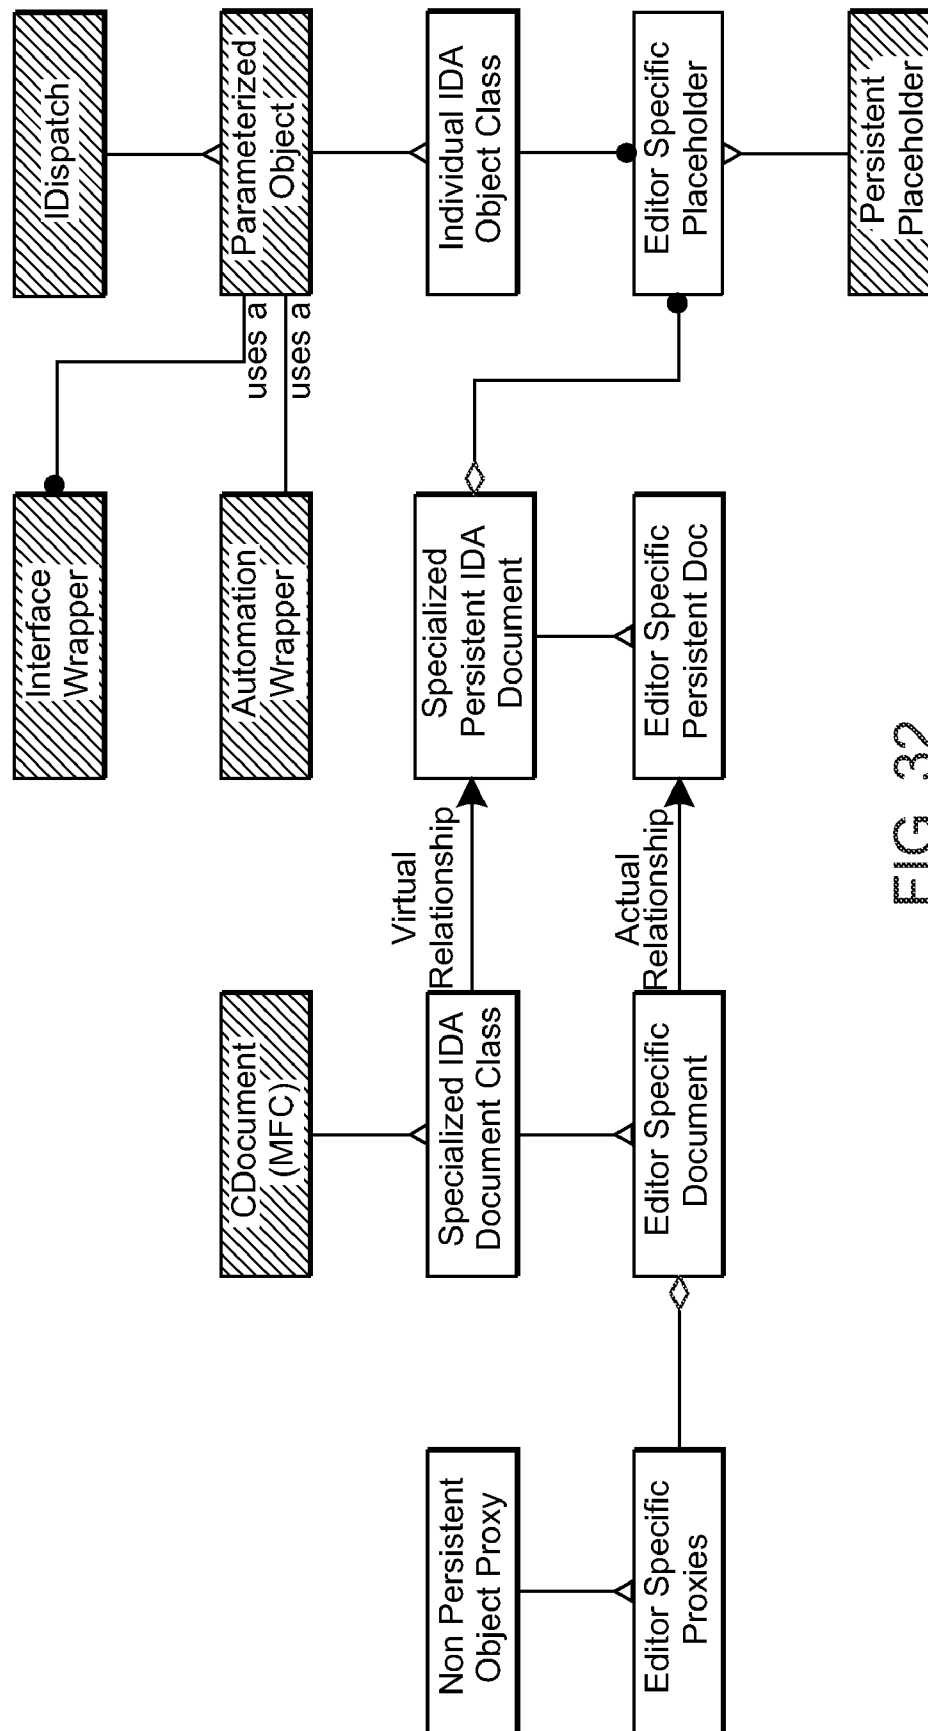 IDispatch
Parameterized
Object
Individual IDA
Object Class
Editor Specific
Placeholder
Persistent
Placeholder
uses a
uses a
Interface
Wrapper
Automation
Wrapper
Specialized
Persistent IDA
Document
Editor Specific
Persistent Doc
Virtual
Relationship
Actual
Relationship
CDocument
(MFC)
Specialized IDA
Document Class
Editor Specific
Document
Non Persistent
Object Proxy
Editor Specific
Proxies
FIG. 32